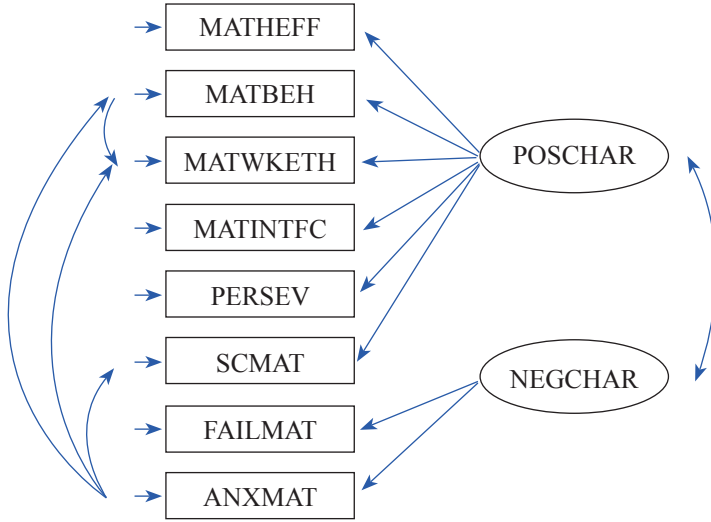 MATHEFF
MATBEH
MATWKETH
MATINTFC
PERSEV
SCMAT
FAILMAT
ANXMAT
POSCHAR
NEGCHAR